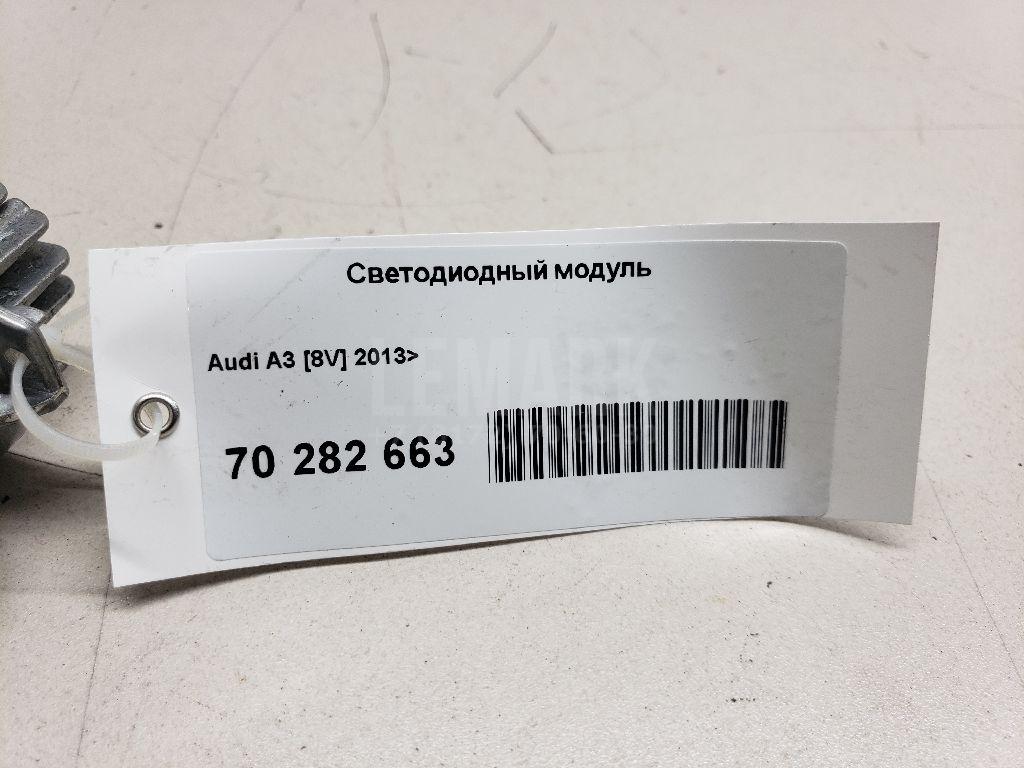 Светодиодный модуль
Audi A3 [8V] 2013>
LEMARK
70 282 663